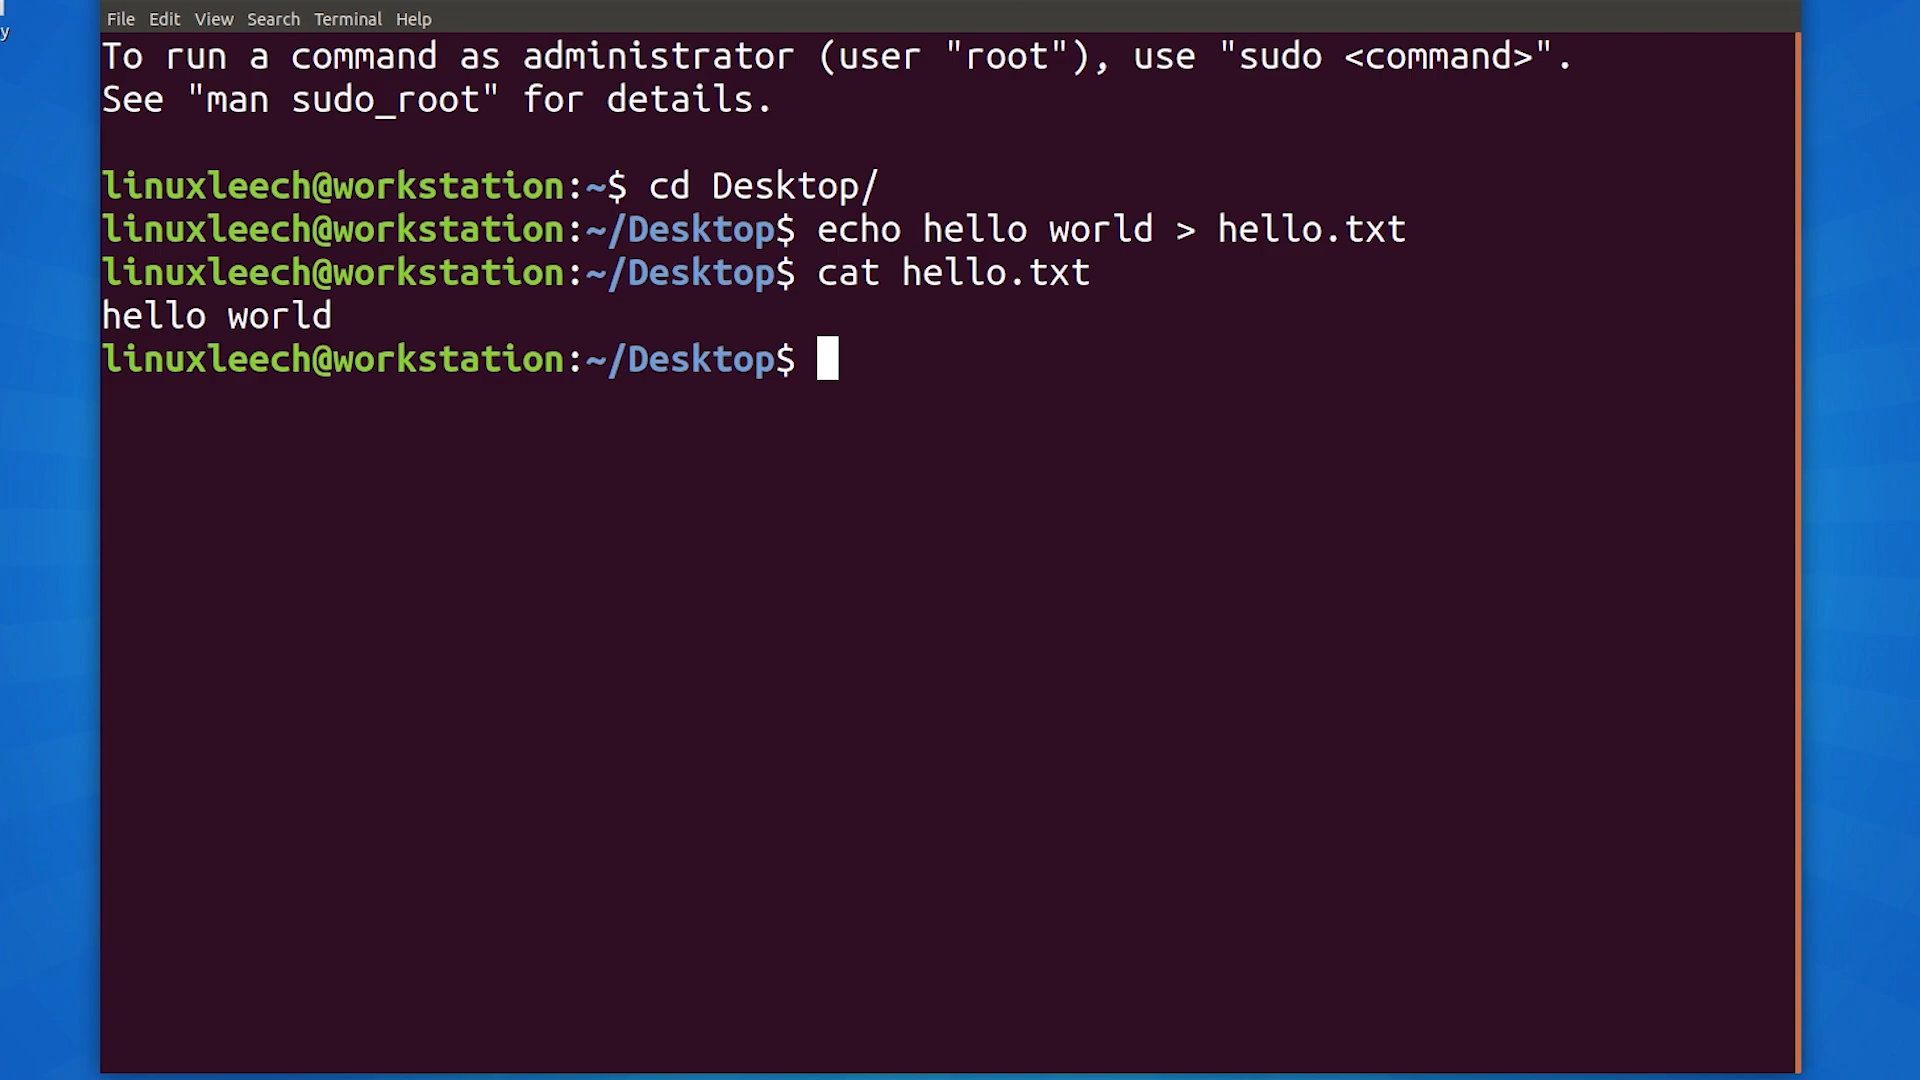 y
File Edit View Search Terminal Help
To run a command as administrator (user "root"), use "sudo <command>".
See "man sudo_root" for details.
linuxleech@workstation:~$ cd Desktop/
linuxleech@workstation:~/Desktop$ echo hello world > hello.txt
linuxleech@workstation:~/Desktop$ cat hello.txt
hello world
linuxleech@workstation:~/Desktop$